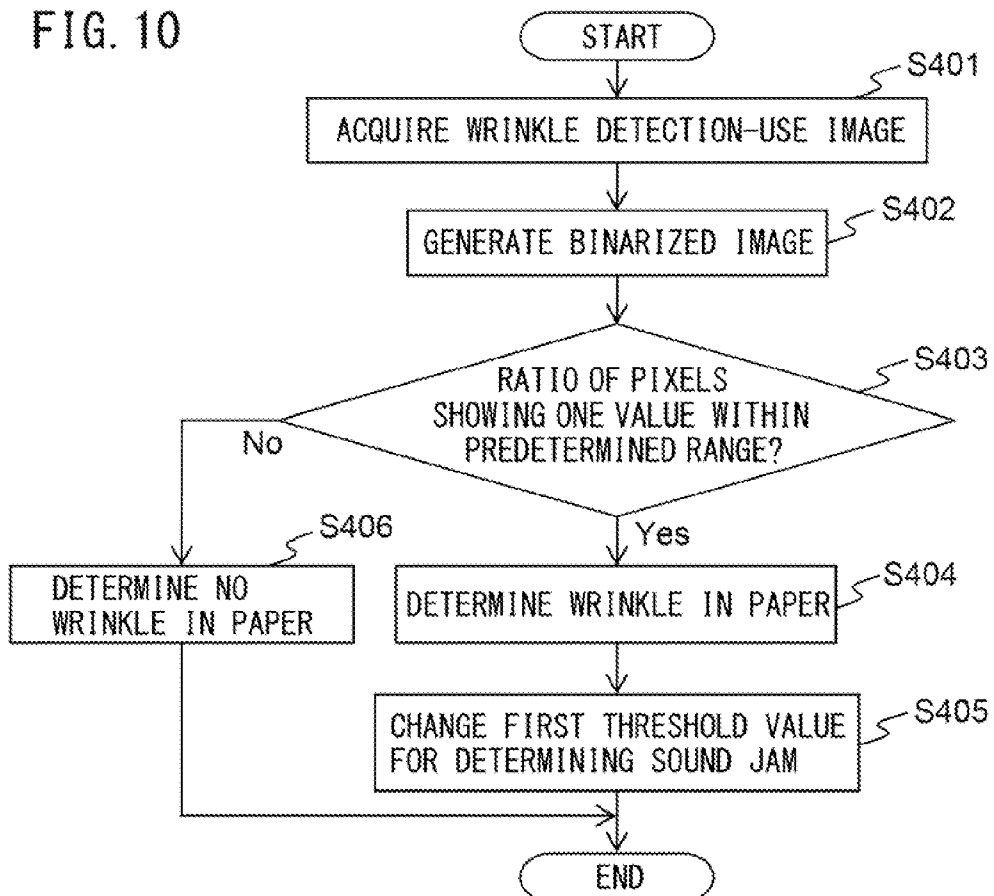 FIG. 10
START
S401
ACQUIRE WRINKLE DETECTION-USE IMAGE
S402
GENERATE BINARIZED IMAGE
S403
RATIO OF PIXELS
SHOWING ONE VALUE WITHIN
PREDETERMINED RANGE?
No
Yes
S406
DETERMINE NO
WRINKLE IN PAPER
S404
DETERMINE WRINKLE IN PAPER
S405
CHANGE FIRST THRESHOLD VALUE
FOR DETERMINING SOUND JAM
END